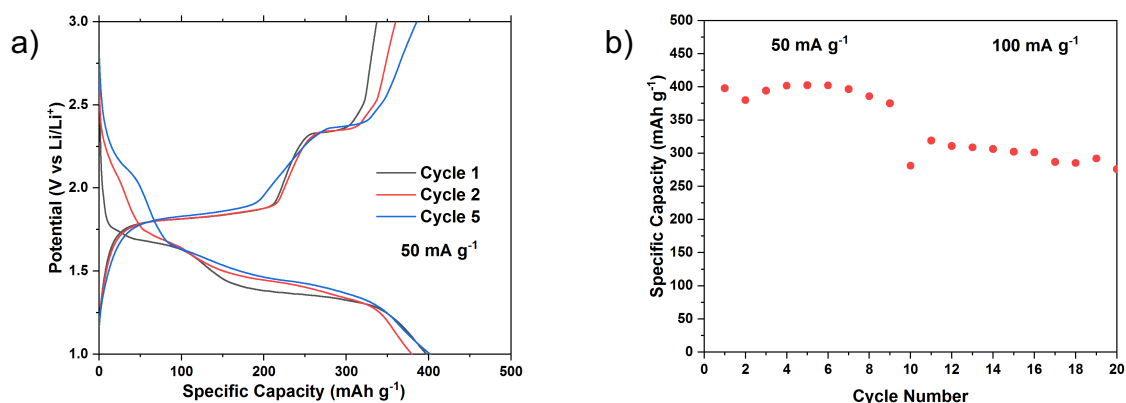 a)
Potential (V vs Li/Li⁺)
3.0
2.5
2.0
1.5
1.0
Cycle 1
Cycle 2
Cycle 5
50 mA g⁻¹
0 100 200 300 400 500
Specific Capacity (mAh g⁻¹)
b)
Specific Capacity (mAh g⁻¹)
500
450
400
350
300
250
200
150
100
50
0
50 mA g⁻¹ 100 mA g⁻¹
0 2 4 6 8 10 12 14 16 18 20
Cycle Number